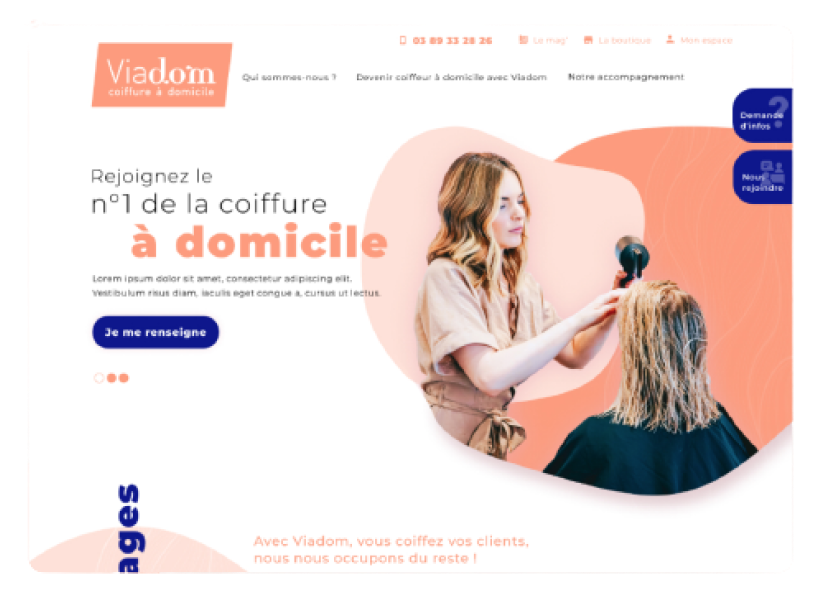 03 89 33 28 26 Le mag' La boutique Mon espace
Viadom
coiffure à domicile
Qui sommes-nous ? Devenir coiffeur à domicile avec Viadom Notre accompagnement
Demande
d'infos
?
Nous
rejoindre
Rejoignez le
n°1 de la coiffure
à domicile
Lorem ipsum dolor sit amet, consectetur adipiscing elit.
Vestibulum risus diam, iaculis eget congue a, cursus ut lectus.
Je me renseigne
ages
Avec Viadom, vous coiffez vos clients,
nous nous occupons du reste !